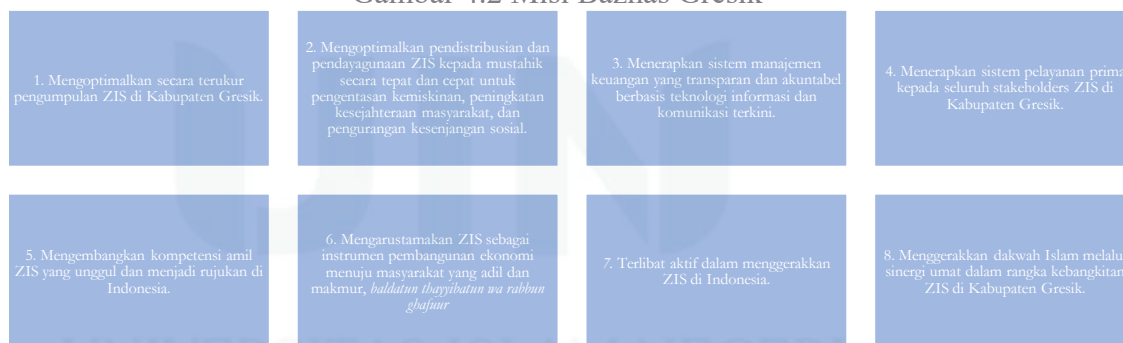 Gambar 4.2 Misi Baznas Gresik
1. Mengoptimalkan secara terukur
pengumpulan ZIS di Kabupaten Gresik.
2. Mengoptimalkan pendistribusian dan
pendayagunaan ZIS kepada mustahik
secara tepat dan cepat untuk
pengentasan kemiskinan, peningkatan
kesejahteraan masyarakat, dan
pengurangan kesenjangan sosial.
3. Menerapkan sistem manajemen
keuangan yang transparan dan akuntabel
berbasis teknologi informasi dan
komunikasi terkini.
4. Menerapkan sistem pelayanan prima
kepada seluruh stakeholders ZIS di
Kabupaten Gresik.
5. Mengembangkan kompetensi amil
ZIS yang unggul dan menjadi rujukan di
Indonesia.
6. Mengarustamakan ZIS sebagai
instrumen pembangunan ekonomi
menuju masyarakat yang adil dan
makmur, baldatun thayyibatun wa rabbun
ghafuur
7. Terlibat aktif dalam menggerakkan
ZIS di Indonesia.
8. Menggerakkan dakwah Islam melalu
sinergi umat dalam rangka kebangkitan
ZIS di Kabupaten Gresik.